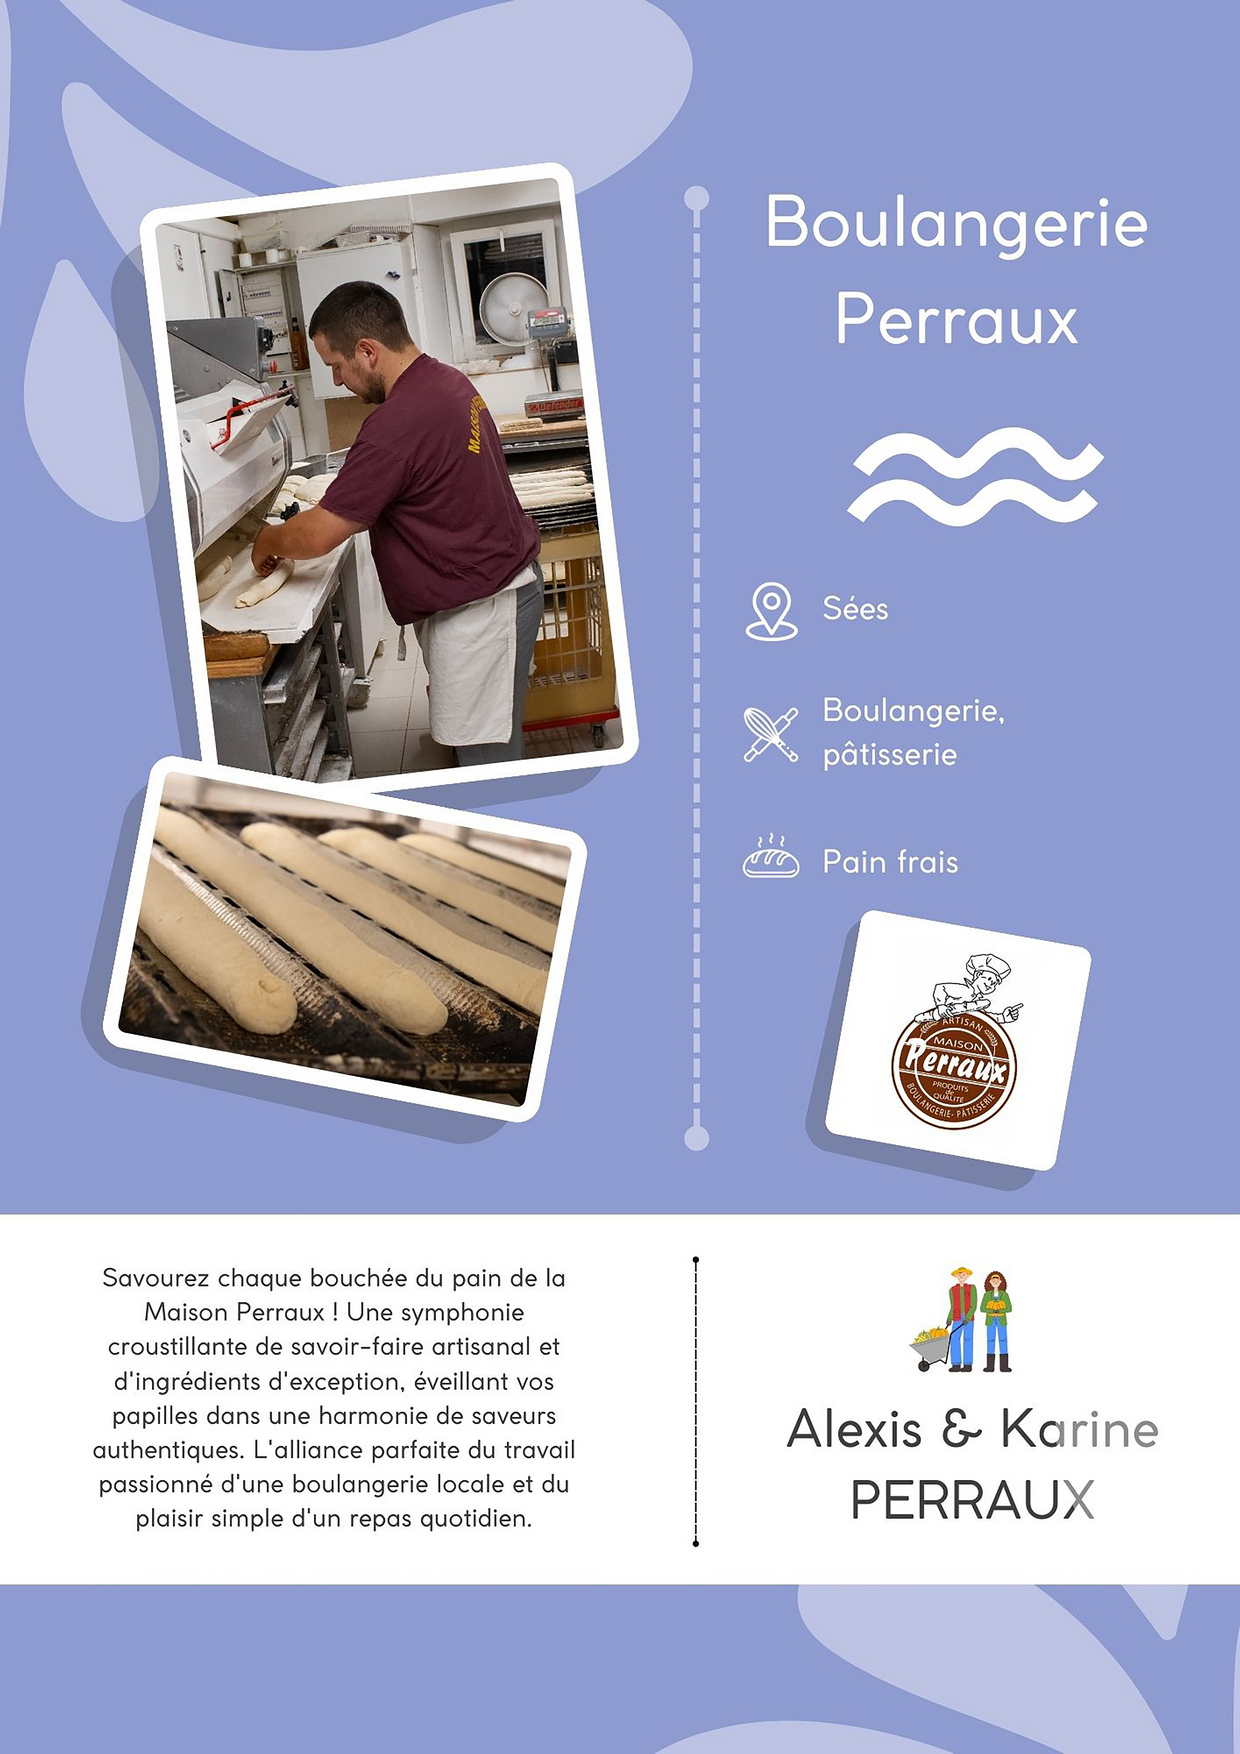 Boulangerie
Perraux
Sées
Boulangerie,
pâtisserie
Pain frais
Defender
ARTISAN
MAISON
Perraux
PRODUITS
de
QUALITÉ
BOULANGERIE- PÂTISSERIE
Savourez chaque bouchée du pain de la
Maison Perraux ! Une symphonie
croustillante de savoir-faire artisanal et
d'ingrédients d'exception, éveillant vos
papilles dans une harmonie de saveurs
authentiques. L'alliance parfaite du travail
passionné d'une boulangerie locale et du
plaisir simple d'un repas quotidien.
Alexis & Karine
PERRAUX